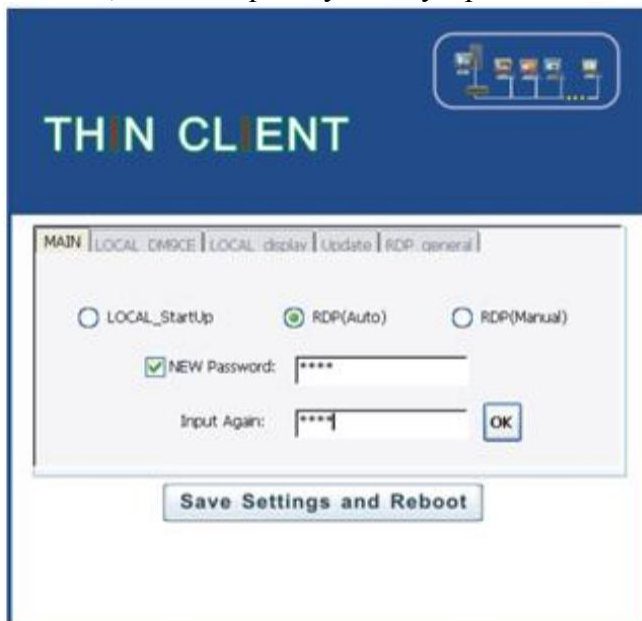 THIN CLIENT
MAIN LOCAL_DM9CE LOCAL_display Update RDP_general
LOCAL_StartUp RDP(Auto) RDP(Manual)
NEW Password: ****
Input Again: ****
OK
Save Settings and Reboot